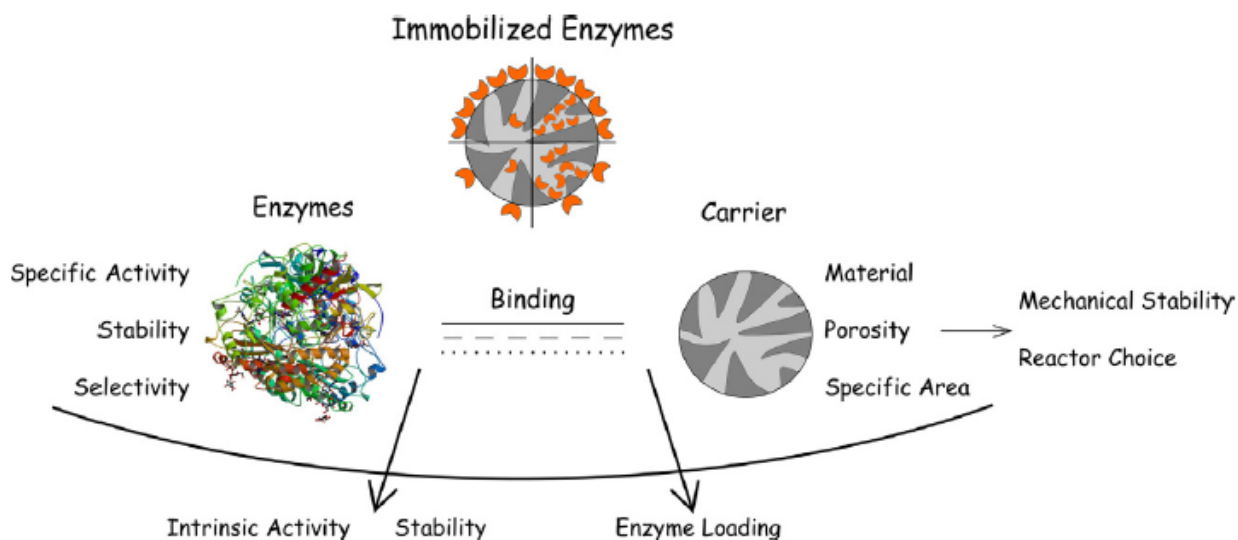 Immobilized Enzymes
Enzymes
Carrier
Specific Activity
Stability
Selectivity
Binding
Material
Porosity
Specific Area
Mechanical Stability
Reactor Choice
Intrinsic Activity
Stability
Enzyme Loading